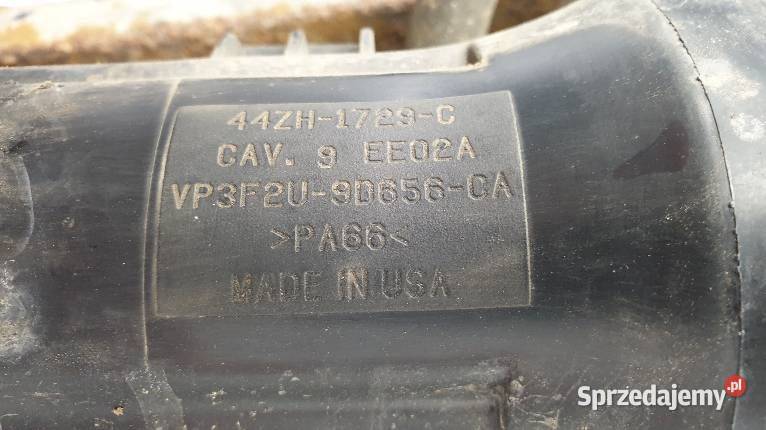 44ZH-1729-C
CAV. 9 EE02A
VP3F2U-9D656-CA
>PA66<
MADE IN USA
Sprzedajemy.pl